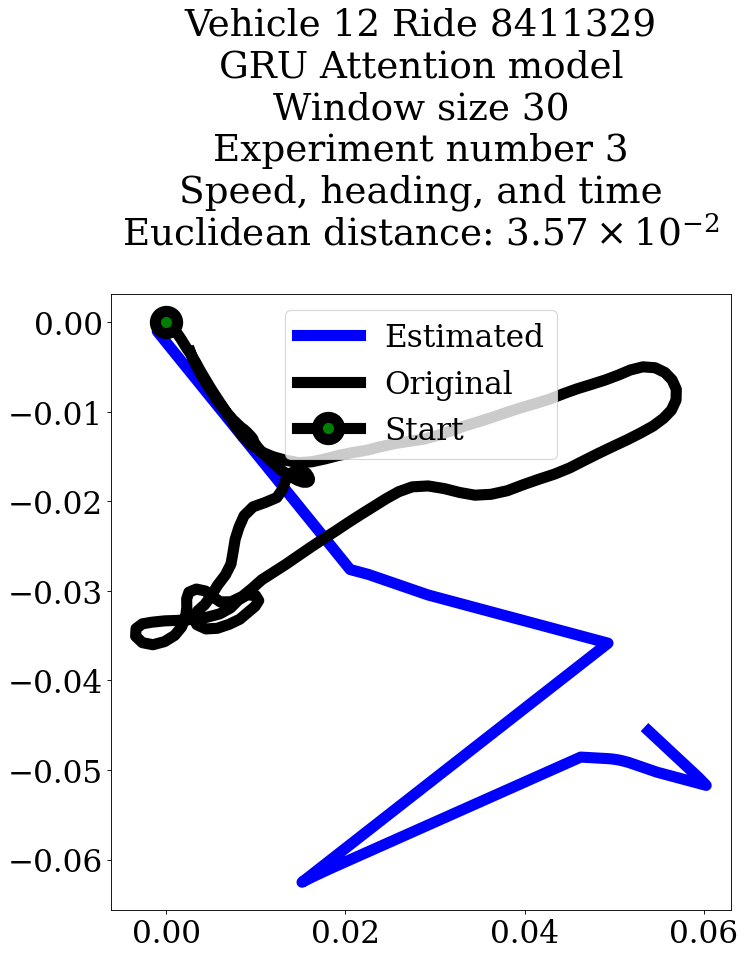 Vehicle 12 Ride 8411329
GRU Attention model
Window size 30
Experiment number 3
Speed, heading, and time
Euclidean distance: 3.57 × 10⁻²
Estimated
Original
Start
0.00
−0.01
−0.02
−0.03
−0.04
−0.05
−0.06
0.00 0.02 0.04 0.06